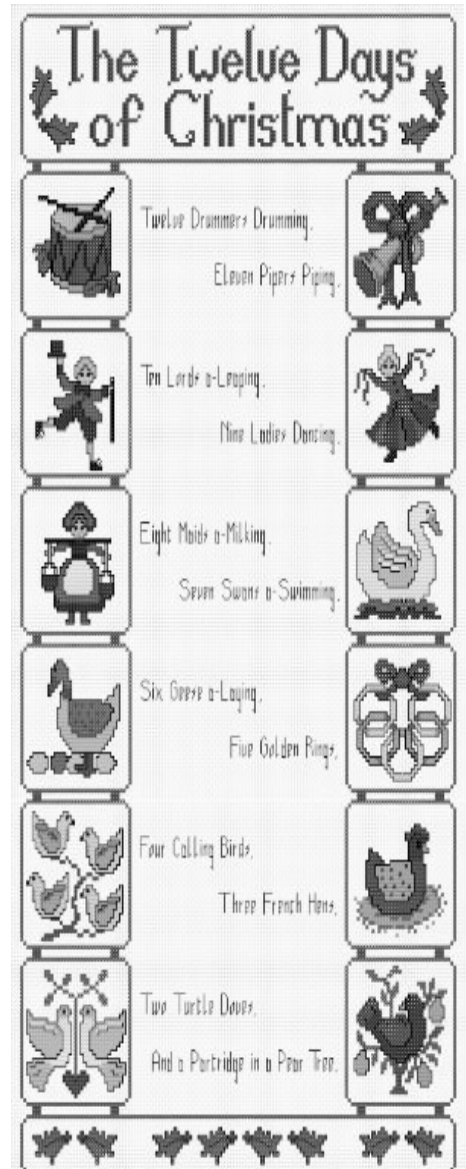 The Twelve Days
of Christmas
Twelve Drummers Drumming,
Eleven Pipers Piping,
Ten Lords a-Leaping,
Nine Ladies Dancing,
Eight Maids a-Milking,
Seven Swans a-Swimming,
Six Geese a-Laying,
Five Golden Rings,
Four Calling Birds,
Three French Hens,
Two Turtle Doves,
And a Partridge in a Pear Tree.